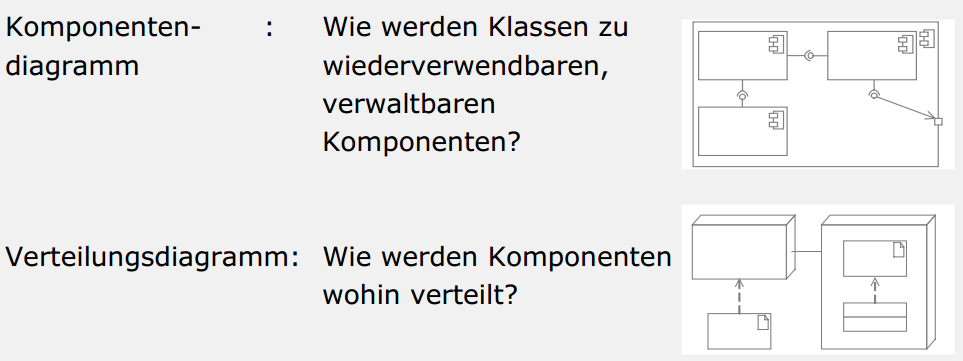 Komponenten- : Wie werden Klassen zu
diagramm wiederverwendbaren,
verwaltbaren
Komponenten?
Verteilungsdiagramm: Wie werden Komponenten
wohin verteilt?